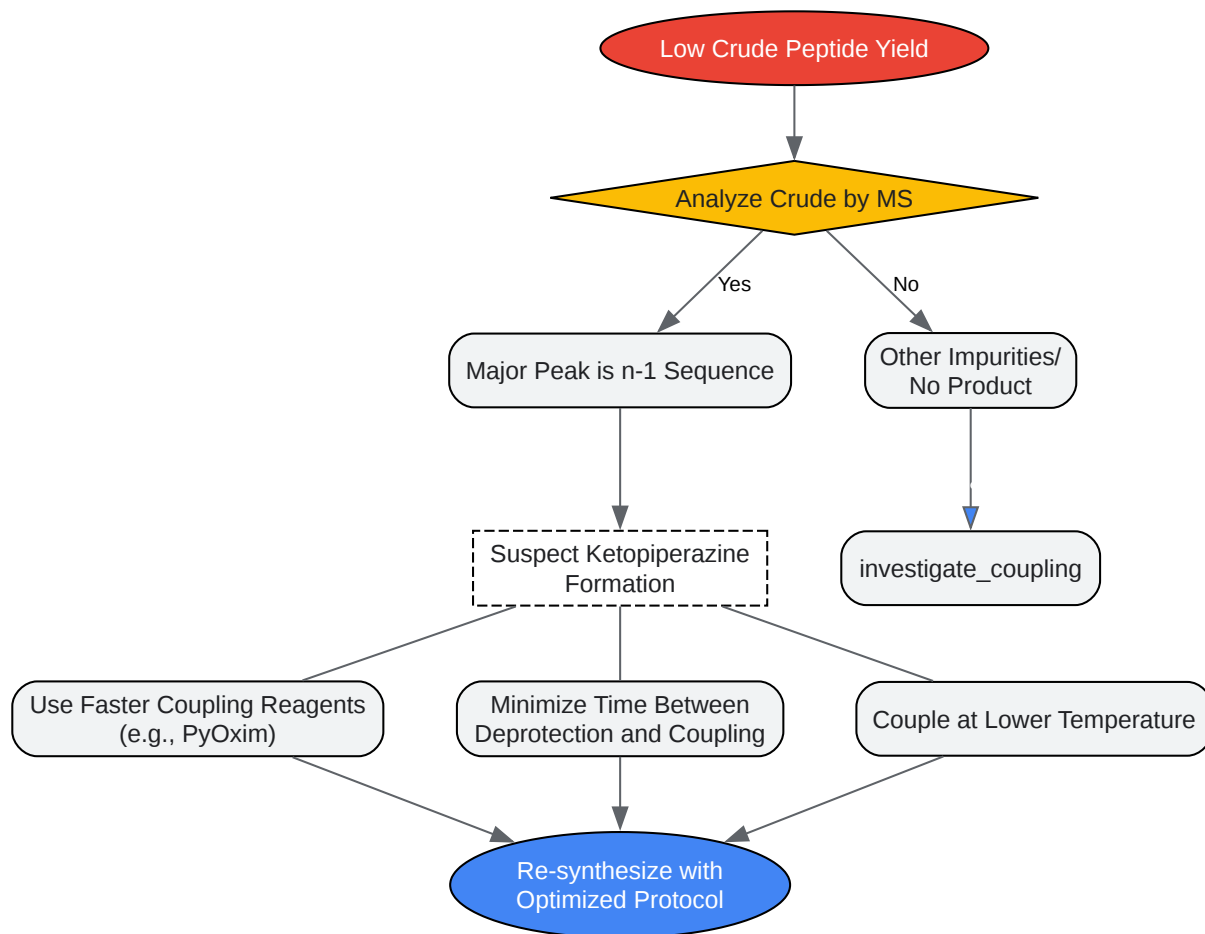 Low Crude Peptide Yield
Analyze Crude by MS
Yes
No
Major Peak is n-1 Sequence
Other Impurities/
No Product
Suspect Ketopiperazine
Formation
investigate_coupling
Use Faster Coupling Reagents
(e.g., PyOxim)
Minimize Time Between
Deprotection and Coupling
Couple at Lower Temperature
Re-synthesize with
Optimized Protocol